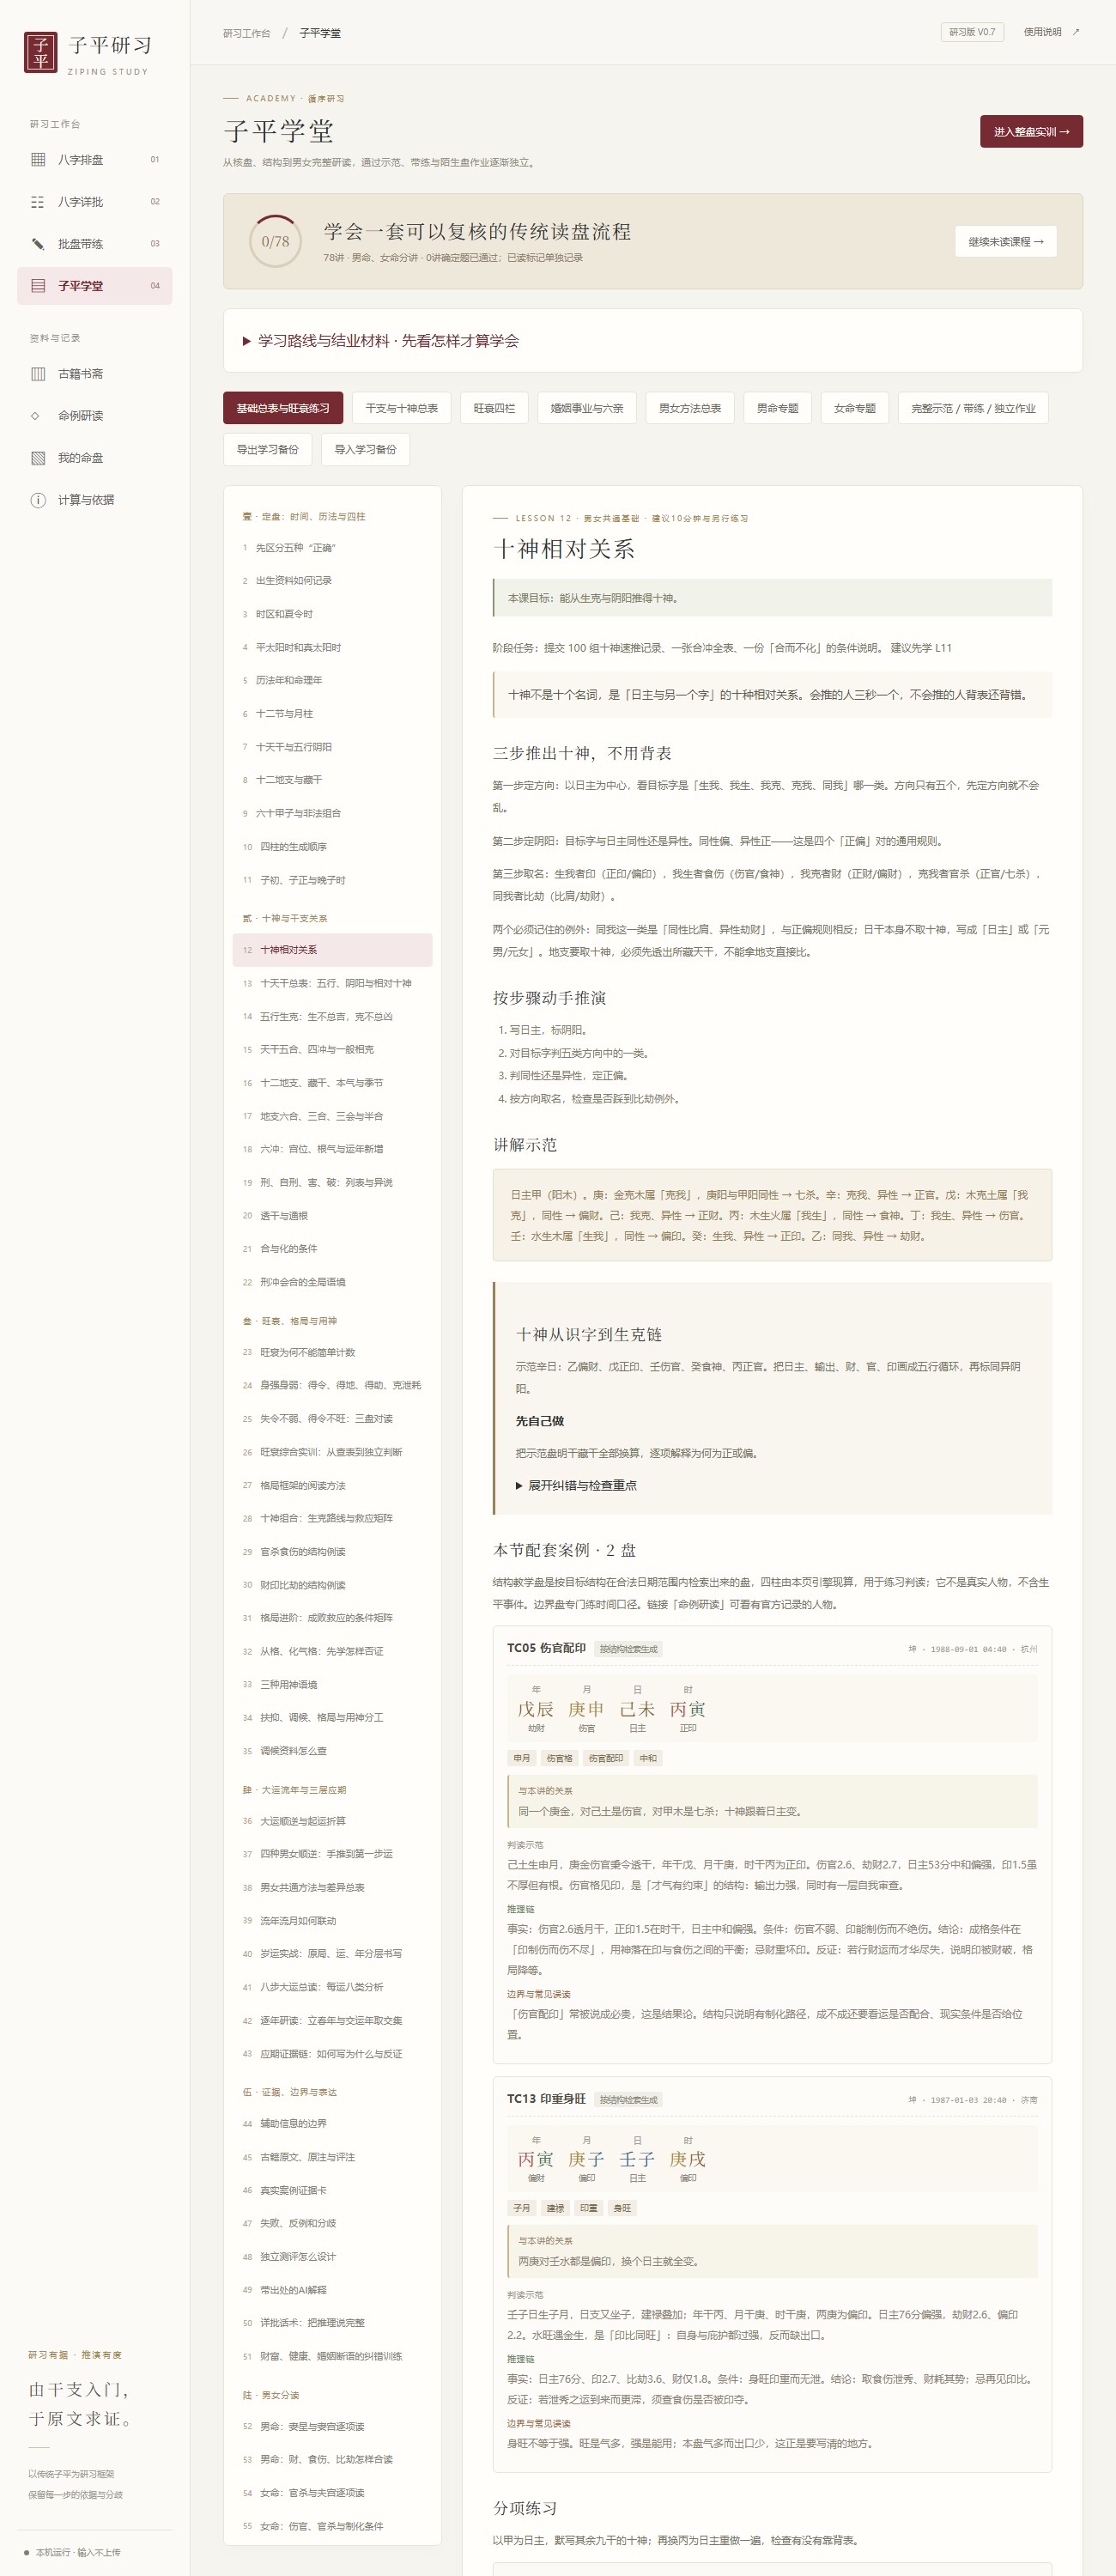 子平
子平研习
ZIPING STUDY
研习工作台
八字排盘 01
八字详批 02
批盘带练 03
子平学堂 04
资料与记录
古籍书斋
命例研读
我的命盘
计算与依据
研习有据 · 推演有度
由干支入门，
于原文求证。
以传统子平为研习框架
保留每一步的依据与分歧
本机运行 · 输入不上传
研习工作台 / 子平学堂
研习版 V0.7
使用说明 ↗
ACADEMY · 循序研习
子平学堂
从核盘、结构到男女完整研读，通过示范、带练与陌生盘作业逐渐独立。
进入整盘实训 →
0/78
学会一套可以复核的传统读盘流程
78讲 · 男命、女命分讲 · 0讲确定题已通过；已读标记单独记录
继续未读课程 →
▶ 学习路线与结业材料 · 先看怎样才算学会
基础总表与旺衰练习
干支与十神总表
旺衰四栏
婚姻事业与六亲
男女方法总表
男命专题
女命专题
完整示范 / 带练 / 独立作业
导出学习备份
导入学习备份
壹 · 定盘：时间、历法与四柱
1 先区分五种“正确”
2 出生资料如何记录
3 时区和夏令时
4 平太阳时和真太阳时
5 历法年和命理年
6 十二节与月柱
7 十天干与五行阴阳
8 十二地支与藏干
9 六十甲子与非法组合
10 四柱的生成顺序
11 子初、子正与晚子时
贰 · 十神与干支关系
12 十神相对关系
13 十天干总表：五行、阴阳与相对十神
14 五行生克：生不总吉，克不总凶
15 天干五合、四冲与一般相克
16 十二地支、藏干、本气与季节
17 地支六合、三合、三会与半合
18 六冲：宫位、根气与运年新增
19 刑、自刑、害、破：列表与异说
20 透干与通根
21 合与化的条件
22 刑冲会合的全局语境
叁 · 旺衰、格局与用神
23 旺衰为何不能简单计数
24 身强身弱：得令、得地、得助、克泄耗
25 失令不弱、得令不旺：三盘对读
26 旺衰综合实训：从查表到独立判断
27 格局框架的阅读方法
28 十神组合：生克路线与救应矩阵
29 官杀食伤的结构例读
30 财印比劫的结构例读
31 格局进阶：成败救应的条件矩阵
32 从格、化气格：先学怎样否证
33 三种用神语境
34 扶抑、调候、格局与用神分工
35 调候资料怎么查
肆 · 大运流年与三层应期
36 大运顺逆与起运折算
37 四种男女顺逆：手推到第一步运
38 男女共通方法与差异总表
39 流年流月如何联动
40 岁运实战：原局、运、年分层书写
41 八步大运总读：每运八类分析
42 逐年研读：立春年与交运年取交集
43 应期证据链：如何写为什么与反证
伍 · 证据、边界与表达
44 辅助信息的边界
45 古籍原文、原注与评注
46 真实案例证据卡
47 失败、反例和分歧
48 独立测评怎么设计
49 带出处的AI解释
50 详批话术：把推理说完整
51 财富、健康、婚姻断语的纠错训练
陆 · 男女分读
52 男命：妻星与妻宫逐项读
53 男命：财、食伤、比劫怎样合读
54 女命：官杀与夫宫逐项读
55 女命：伤官、官杀与制化条件
LESSON 12 · 男女共通基础 · 建议10分钟与另行练习
十神相对关系
本课目标：能从生克与阴阳推得十神。
阶段任务：提交 100 组十神速推记录、一张合冲全表、一份「合而不化」的条件说明。 建议先学 L11
十神不是十个名词，是「日主与另一个字」的十种相对关系。会推的人三秒一个，不会推的人背表还背错。
三步推出十神，不用背表
第一步定方向：以日主为中心，看目标字是「生我、我生、我克、克我、同我」哪一类。方向只有五个，先定方向就不会
乱。
第二步定阴阳：目标字与日主同性还是异性。同性偏、异性正——这是四个「正偏」对的通用规则。
第三步取名：生我者印（正印/偏印），我生者食伤（伤官/食神），我克者财（正财/偏财），克我者官杀（正官/七杀），
同我者比劫（比肩/劫财）。
两个必须记住的例外：同我这一类是「同性比肩、异性劫财」，与正偏规则相反；日干本身不取十神，写成「日主」或「元
男/元女」。地支要取十神，必须先透出所藏天干，不能拿地支直接比。
按步骤动手推演
1. 写日主，标阴阳。
2. 对目标字判五类方向中的一类。
3. 判同性还是异性，定正偏。
4. 按方向取名，检查是否踩到比劫例外。
讲解示范
日主甲（阳木）。庚：金克木属「克我」，庚阳与甲阳同性 → 七杀。辛：克我、异性 → 正官。戊：木克土属「我
克」，同性 → 偏财。己：我克、异性 → 正财。丙：木生火属「我生」，同性 → 食神。丁：我生、异性 → 伤官。
壬：水生木属「生我」，同性 → 偏印。癸：生我、异性 → 正印。乙：同我、异性 → 劫财。
十神从识字到生克链
示范辛日：乙偏财、戊正印、壬伤官、癸食神、丙正官。把日主、输出、财、官、印画成五行循环，再标同异阴
阳。
先自己做
把示范盘明干藏干全部换算，逐项解释为何为正或偏。
▶ 展开纠错与检查重点
本节配套案例 · 2 盘
结构教学盘是按目标结构在合法日期范围内检索出来的盘，四柱由本页引擎现算，用于练习判读；它不是真实人物，不含生
平事件。边界盘专门练时间口径。链接「命例研读」可看有官方记录的人物。
TC05 伤官配印 按结构检索生成 坤 · 1988-09-01 04:40 · 杭州
年 月 日 时
戊辰 庚申 己未 丙寅
劫财 伤官 日主 正印
申月 伤官格 伤官配印 中和
与本讲的关系
同一个庚金，对己土是伤官，对甲木是七杀；十神跟着日主变。
判读示范
己土生申月，庚金伤官秉令透干，年干戊、月干庚，时干丙为正印。伤官2.6、劫财2.7，日主53分中和偏强，印1.5虽
不厚但有根。伤官格见印，是「才气有约束」的结构：输出力强，同时有一层自我审查。
推理链
事实：伤官2.6透月干，正印1.5在时干，日主中和偏强。条件：伤官不弱、印能制伤而不绝伤。结论：成格条件在
「印制伤而伤不尽」，用神落在印与食伤之间的平衡；忌财重坏印。反证：若行财运而才华尽失，说明印被财破，格
局降等。
边界与常见误读
「伤官配印」常被说成必贵，这是结果论。结构只说明有制化路径，成不成还要看运是否配合、现实条件是否给位
置。
TC13 印重身旺 按结构检索生成 坤 · 1987-01-03 20:40 · 济南
年 月 日 时
丙寅 庚子 壬子 庚戌
偏财 偏印 日主 偏印
子月 建禄 印重 身旺
与本讲的关系
两庚对壬水都是偏印，换个日主就全变。
判读示范
壬子日生子月，日支又坐子，建禄叠加；年干丙、月干庚、时干庚，两庚为偏印。日主76分偏强，劫财2.6、偏印
2.2。水旺遇金生，是「印比同旺」：自身与庇护都过强，反而缺出口。
推理链
事实：日主76分、印2.7、比劫3.6、财仅1.8。条件：身旺印重而无泄。结论：取食伤泄秀、财耗其势；忌再见印比。
反证：若泄秀之运到来而更滞，须查食伤是否被印夺。
边界与常见误读
身旺不等于强。旺是气多，强是能用；本盘气多而出口少，这正是要写清的地方。
分项练习
以甲为日主，默写其余九干的十神；再换丙为日主重做一遍，检查有没有靠背表。